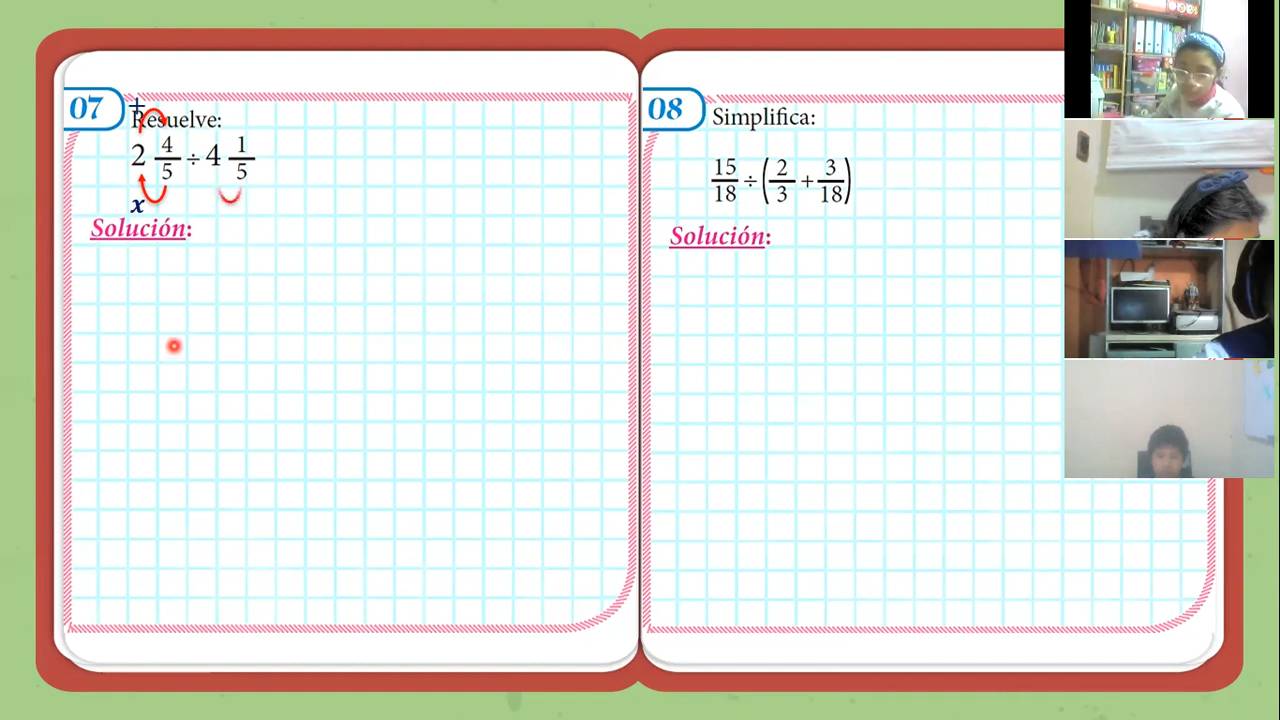 07
+
Resuelve:
2 4/5 ÷ 4 1/5
x
Solución:
08
Simplifica:
15/18 ÷ (2/3 + 3/18)
Solución: